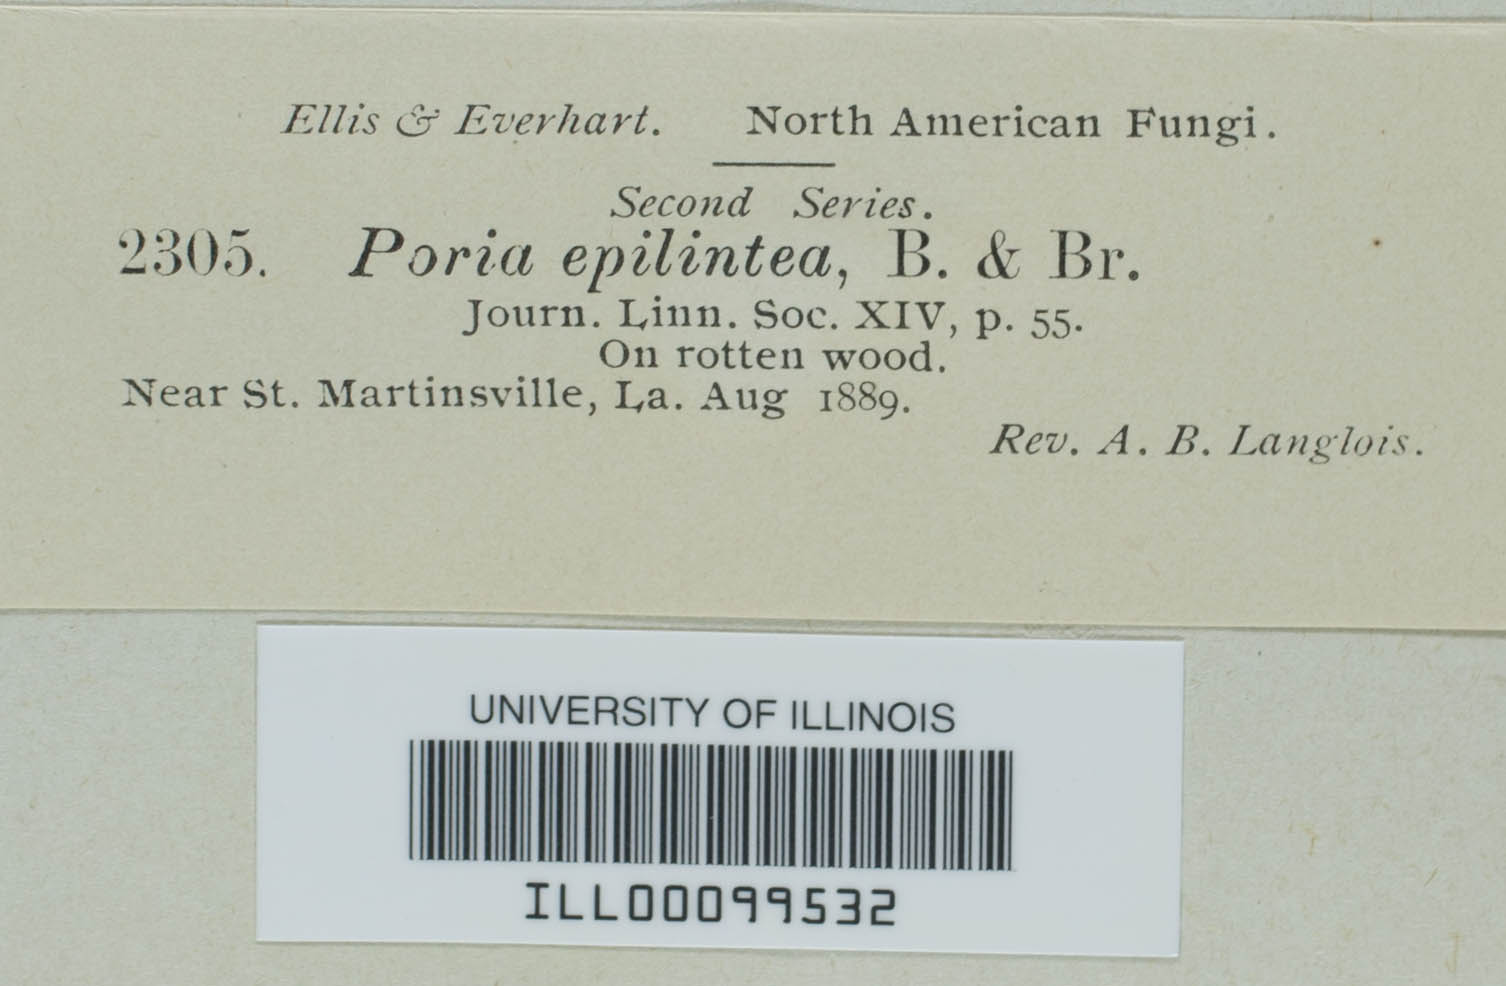 Ellis & Everhart. North American Fungi.
Second Series.
2305. Poria epilintea, B. & Br.
Journ. Linn. Soc. XIV, p. 55.
On rotten wood.
Near St. Martinsville, La. Aug 1889.
Rev. A. B. Langlois.
UNIVERSITY OF ILLINOIS
ILL00099532